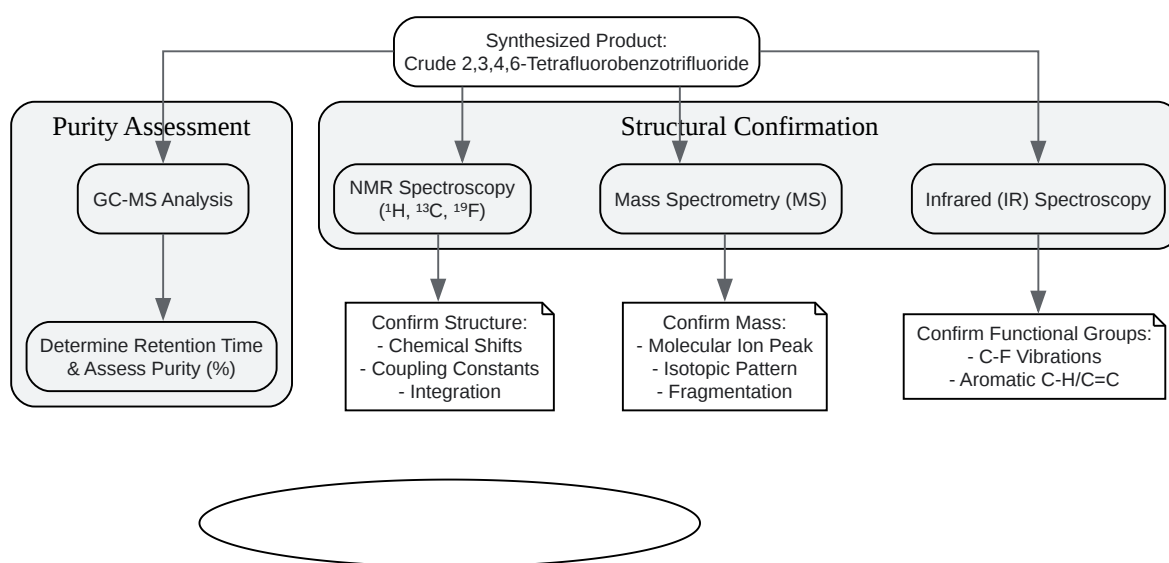 Synthesized Product:
Crude 2,3,4,6-Tetrafluorobenzotrifluoride
Purity Assessment
Structural Confirmation
GC-MS Analysis
NMR Spectroscopy
(¹H, ¹³C, ¹⁹F)
Mass Spectrometry (MS)
Infrared (IR) Spectroscopy
Determine Retention Time
& Assess Purity (%)
Confirm Structure:
- Chemical Shifts
- Coupling Constants
- Integration
Confirm Mass:
- Molecular Ion Peak
- Isotopic Pattern
- Fragmentation
Confirm Functional Groups:
- C-F Vibrations
- Aromatic C-H/C=C